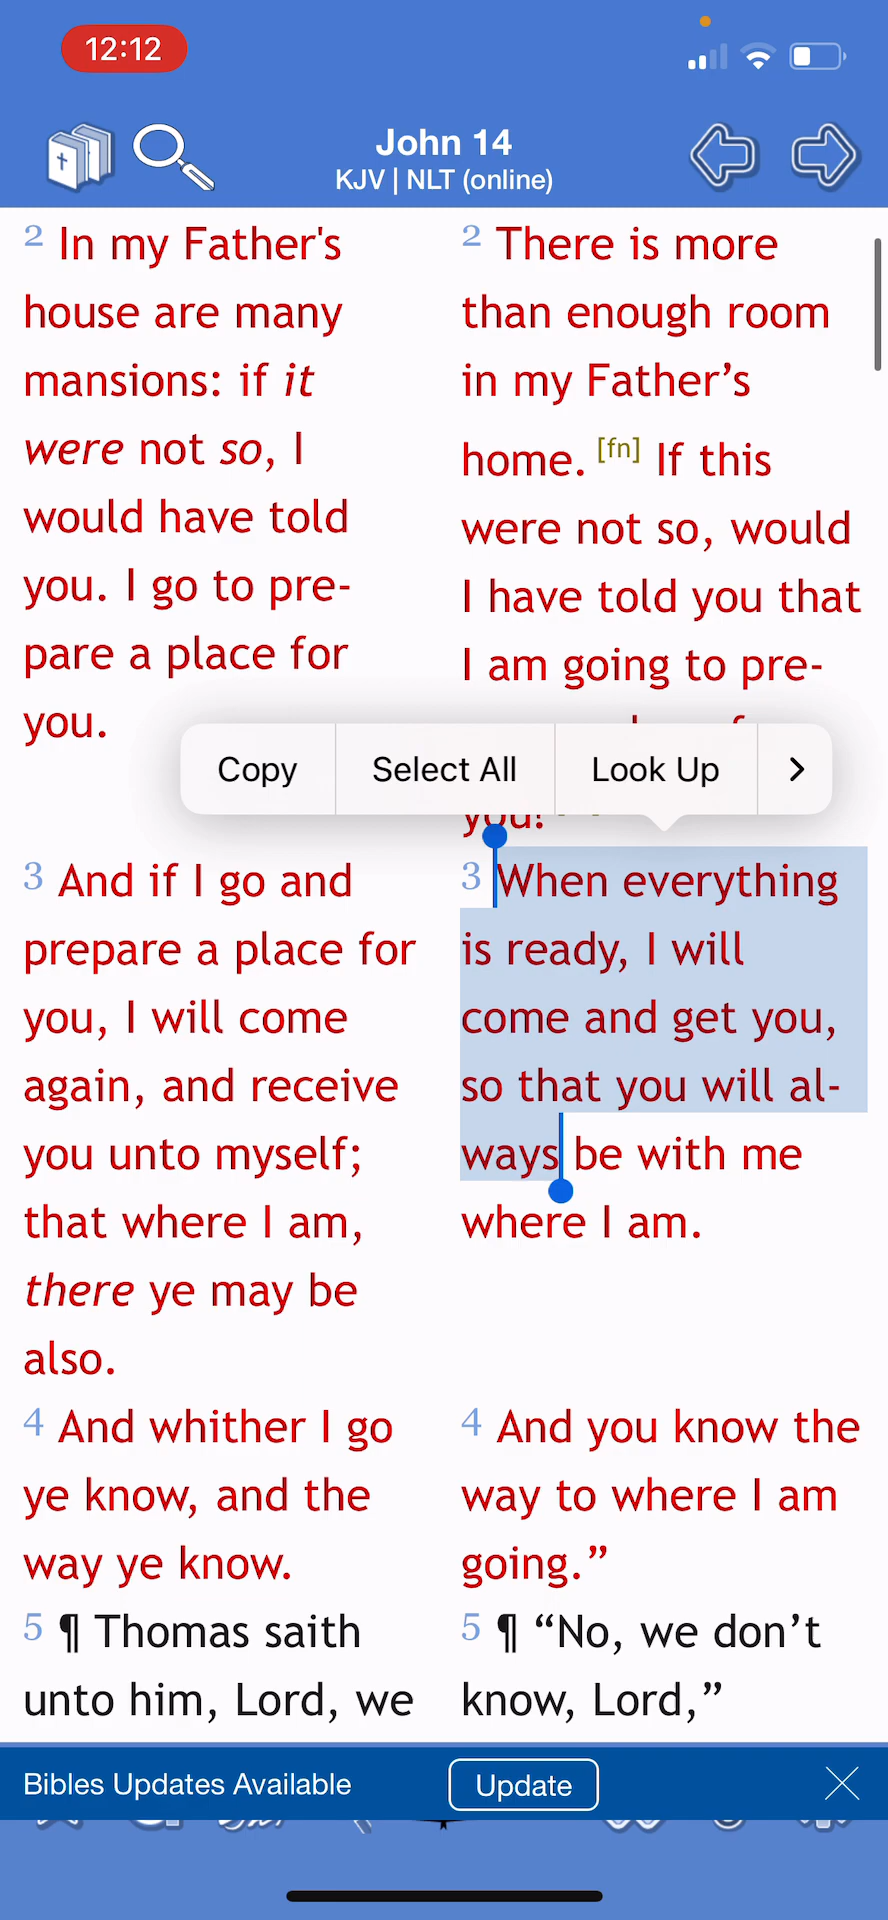 12:12
John 14
KJV | NLT (online)
2 In my Father's
house are many
mansions: if it
were not so, I
would have told
you. I go to pre-
pare a place for
you.
3 And if I go and
prepare a place for
you, I will come
again, and receive
you unto myself;
that where I am,
there ye may be
also.
4 And whither I go
ye know, and the
way ye know.
5 ¶ Thomas saith
unto him, Lord, we
2 There is more
than enough room
in my Father’s
home. [fn] If this
were not so, would
I have told you that
I am going to pre-
you?
3 When everything
is ready, I will
come and get you,
so that you will al-
ways be with me
where I am.
4 And you know the
way to where I am
going.”
5 ¶ “No, we don’t
know, Lord,”
Copy
Select All
Look Up
Bibles Updates Available
Update